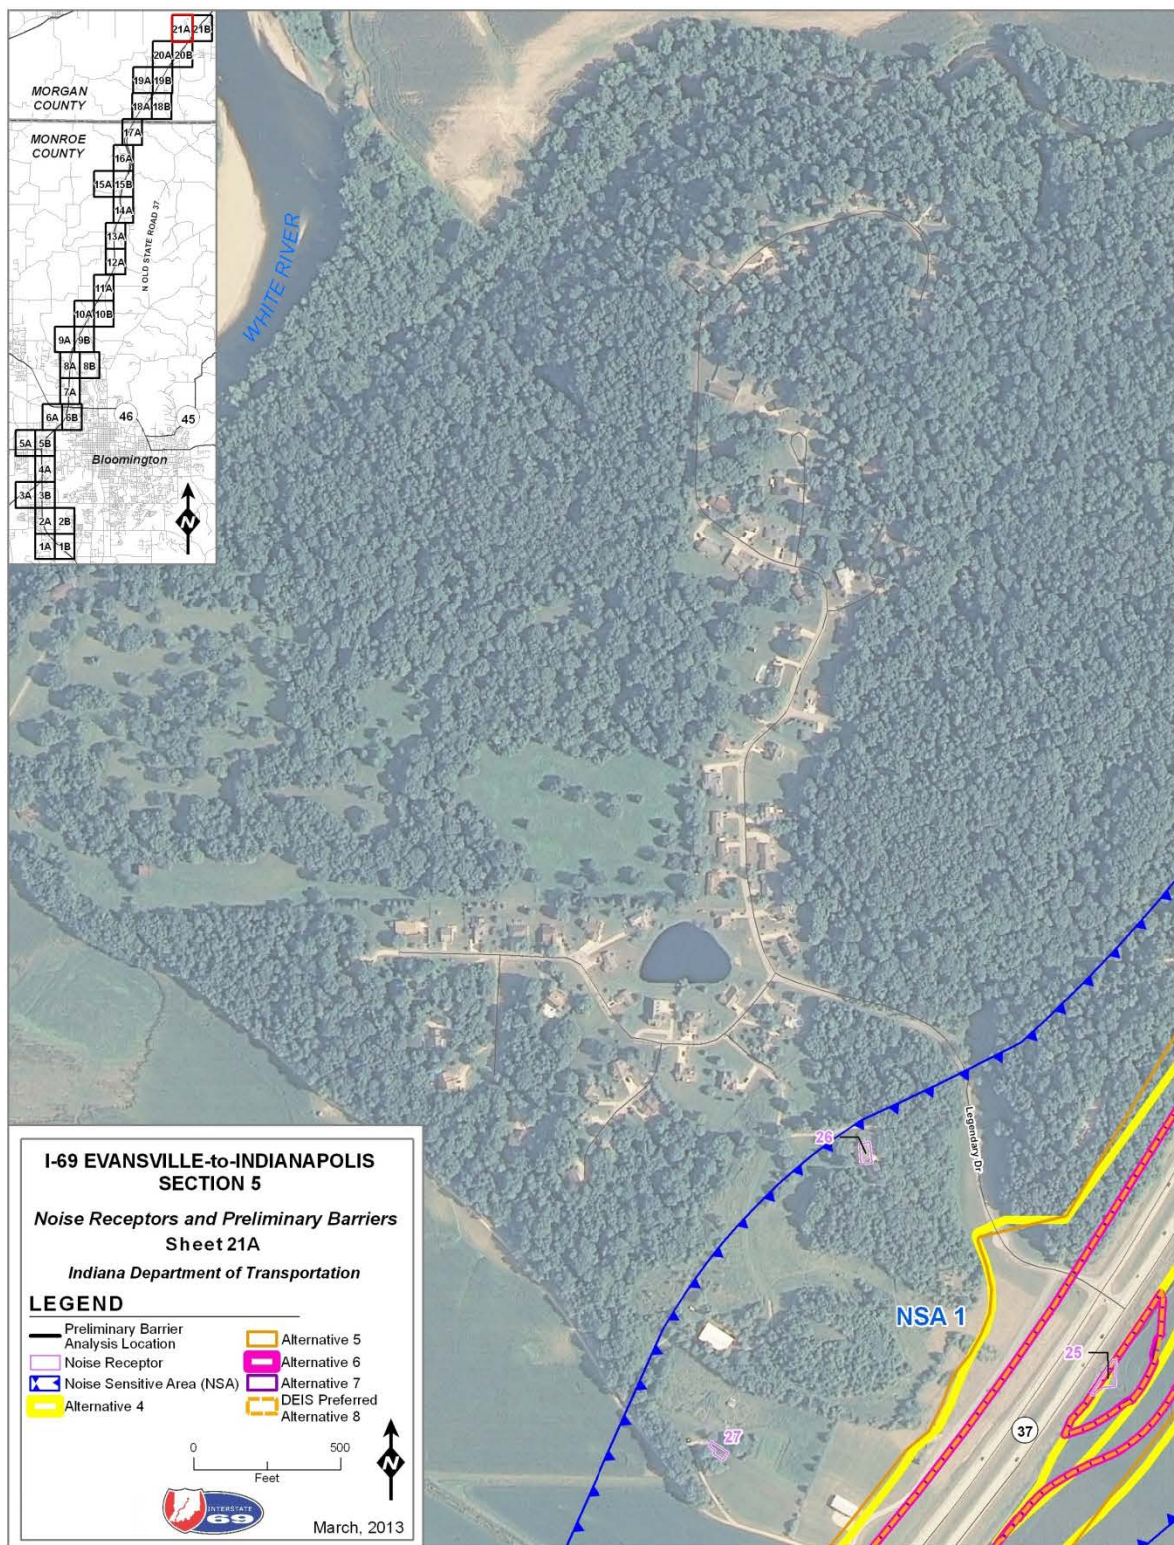 21A 21B
20A 20B
19A 19B
MORGAN
COUNTY
18A 18B
17A
MONROE
COUNTY
16A
15A 15B
14A
13A
12A
N OLD STATE ROAD 37
11A
10A 10B
9A 9B
8A 8B
7A
6A 6B
46
45
5A 5B
Bloomington
4A
3A 3B
2A 2B
1A 1B
N
WHITE RIVER
26
Legendary Dr
NSA 1
25
37
27
I-69 EVANSVILLE-to-INDIANAPOLIS
SECTION 5
Noise Receptors and Preliminary Barriers
Sheet 21A
Indiana Department of Transportation
LEGEND
Preliminary Barrier
Analysis Location
Noise Receptor
Noise Sensitive Area (NSA)
Alternative 4
Alternative 5
Alternative 6
Alternative 7
DEIS Preferred
Alternative 8
0 500
Feet
N
INTERSTATE
69
March, 2013